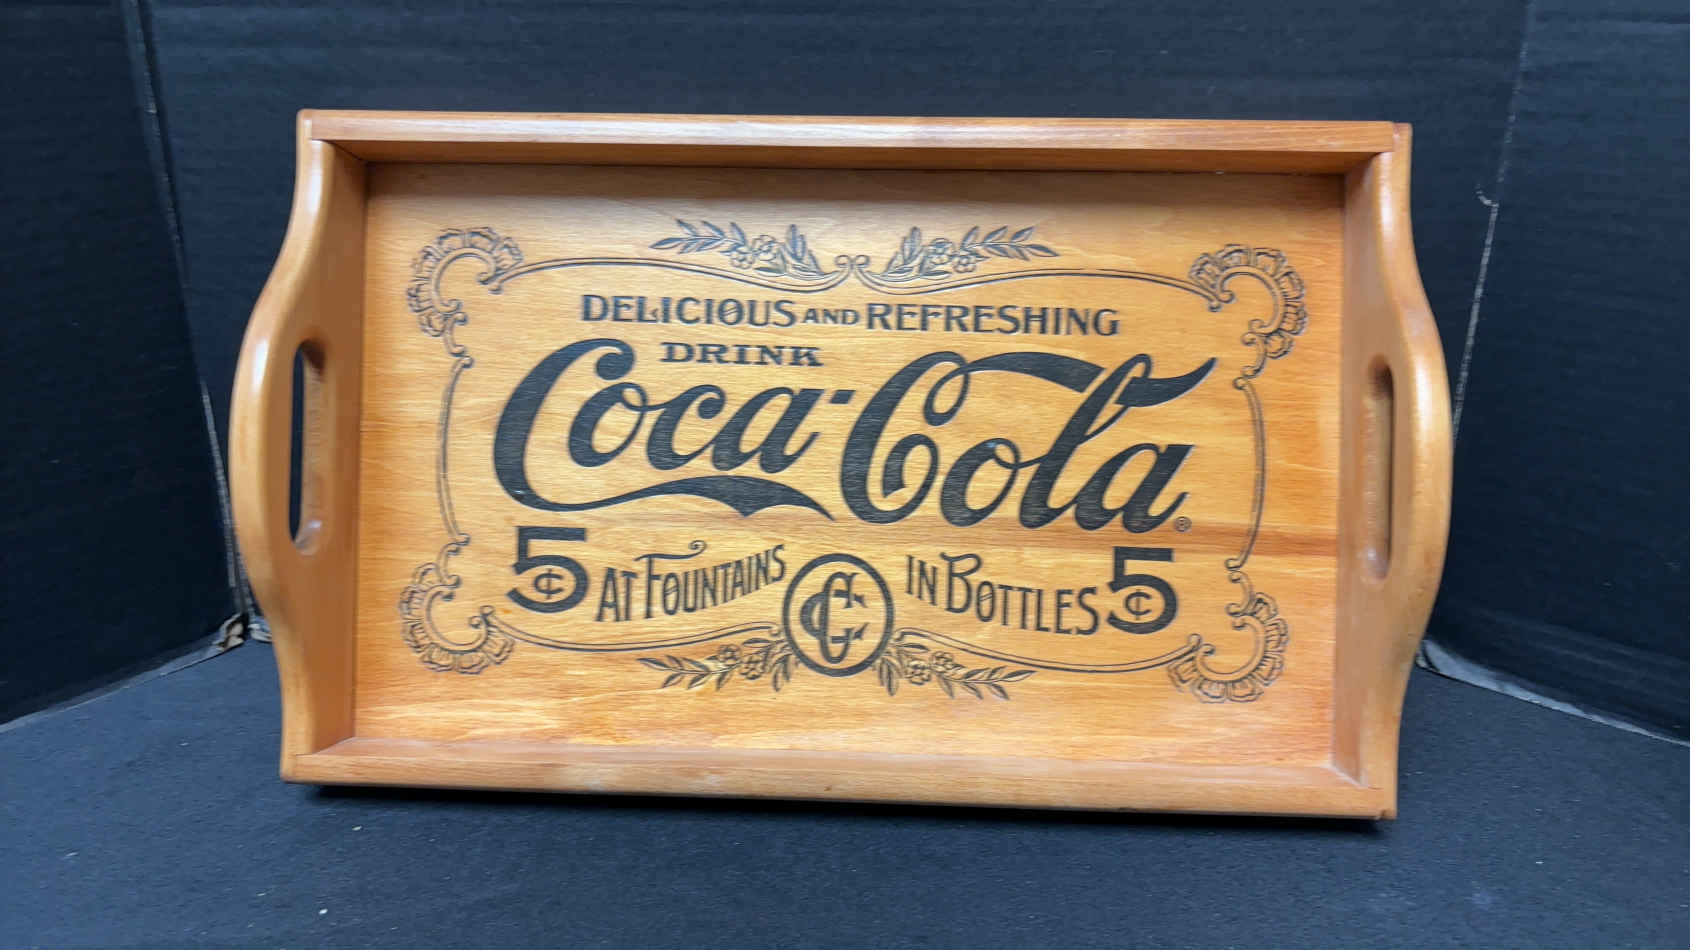 DELICIOUS AND REFRESHING
DRINK
Coca-Cola®
5¢ AT FOUNTAINS CC IN BOTTLES 5¢